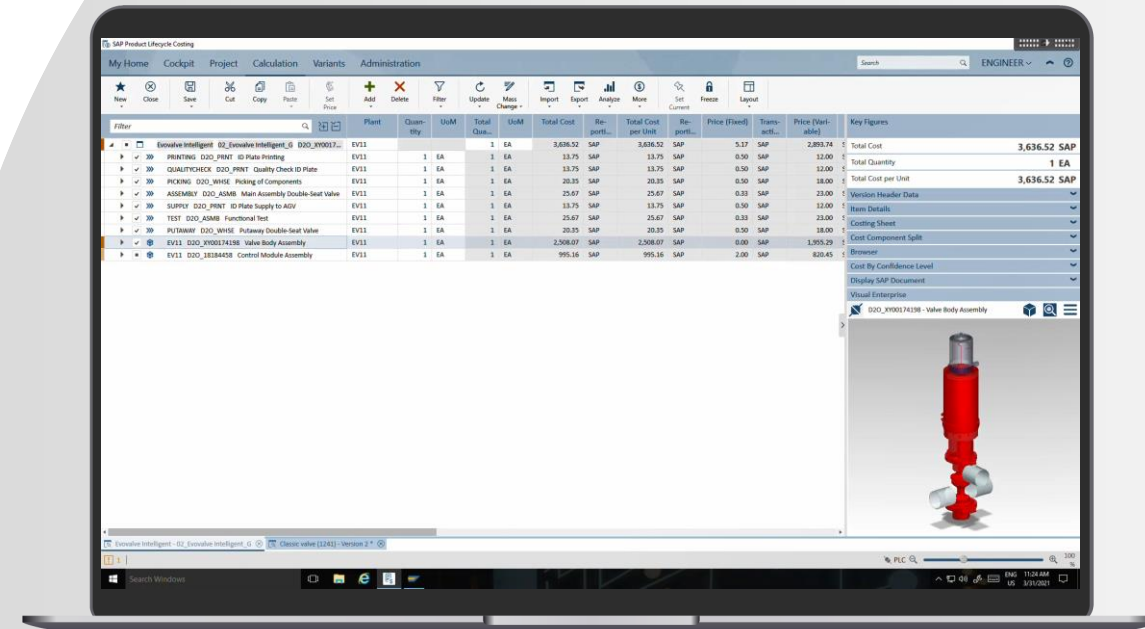 SAP Product Lifecycle Costing
My Home Cockpit Project Calculation Variants Administration Search ENGINEER
New Close Save Cut Copy Paste Set Price Add Delete Filter Update Mass Change Import Export Analyze More Set Current Freeze Layout
Filter Plant Quan-tity UoM Total Qua... UoM Total Cost Re-porti... Total Cost per Unit Re-porti... Price (Fixed) Trans-acti... Price (Vari-able)
Evovalve Intelligent 02_Evovalve Intelligent_G D2O_XY0017... EV11 1 EA 3,636.52 SAP 3,636.52 SAP 5.17 SAP 2,893.74
PRINTING D2O_PRNT ID Plate Printing EV11 1 EA 1 EA 13.75 SAP 13.75 SAP 0.50 SAP 12.00
QUALITYCHECK D2O_PRNT Quality Check ID Plate EV11 1 EA 1 EA 13.75 SAP 13.75 SAP 0.50 SAP 12.00
PICKING D2O_WHSE Picking of Components EV11 1 EA 1 EA 20.35 SAP 20.35 SAP 0.50 SAP 18.00
ASSEMBLY D2O_ASMB Main Assembly Double-Seat Valve EV11 1 EA 1 EA 25.67 SAP 25.67 SAP 0.33 SAP 23.00
SUPPLY D2O_PRNT ID Plate Supply to AGV EV11 1 EA 1 EA 13.75 SAP 13.75 SAP 0.50 SAP 12.00
TEST D2O_ASMB Functional Test EV11 1 EA 1 EA 25.67 SAP 25.67 SAP 0.33 SAP 23.00
PUTAWAY D2O_WHSE Putaway Double-Seat Valve EV11 1 EA 1 EA 20.35 SAP 20.35 SAP 0.50 SAP 18.00
EV11 D2O_XY00174198 Valve Body Assembly EV11 1 EA 1 EA 2,508.07 SAP 2,508.07 SAP 0.00 SAP 1,955.29
EV11 D2O_18184458 Control Module Assembly EV11 1 EA 1 EA 995.16 SAP 995.16 SAP 2.00 SAP 820.45
Key Figures
Total Cost 3,636.52 SAP
Total Quantity 1 EA
Total Cost per Unit 3,636.52 SAP
Version Header Data
Item Details
Costing Sheet
Cost Component Split
Browser
Cost By Confidence Level
Display SAP Document
Visual Enterprise
D2O_XY00174198 - Valve Body Assembly
Evovalve Intelligent - 02_Evovalve Intelligent_G Classic valve (1241) - Version 2 *
1 PLC 100 %
Search Windows ENG US 11:24 AM 3/31/2021